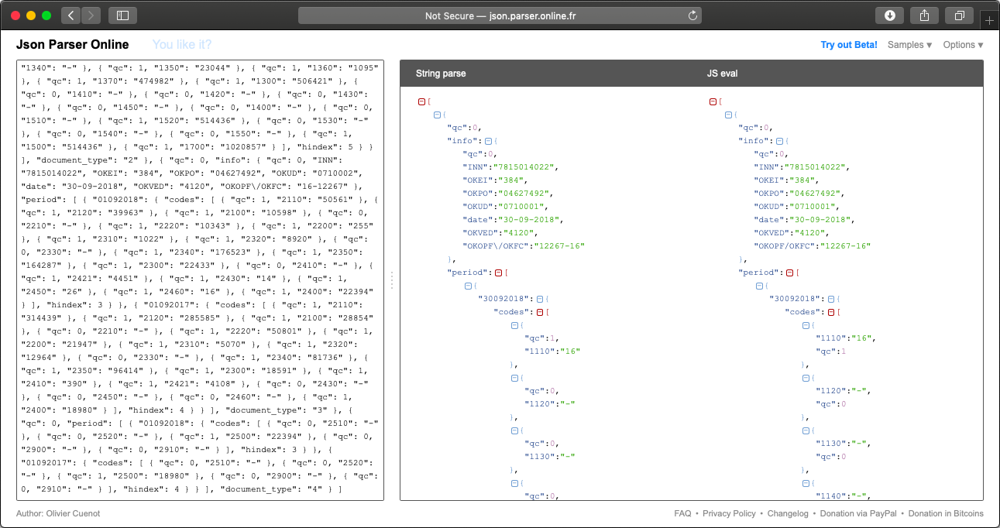 Not Secure — json.parser.online.fr
Json Parser Online
You like it?
Try out Beta!
Samples ▾
Options ▾
"1340": "-" }, { "qc": 1, "1350": "23044" }, { "qc": 1, "1360": "1095"
}, { "qc": 1, "1370": "474982" }, { "qc": 1, "1300": "506421" }, {
"qc": 0, "1410": "-" }, { "qc": 0, "1420": "-" }, { "qc": 0, "1430":
"-" }, { "qc": 0, "1450": "-" }, { "qc": 0, "1400": "-" }, { "qc": 0,
"1510": "-" }, { "qc": 1, "1520": "514436" }, { "qc": 0, "1530": "-"
}, { "qc": 0, "1540": "-" }, { "qc": 0, "1550": "-" }, { "qc": 1,
"1500": "514436" }, { "qc": 1, "1700": "1020857" } ], "hindex": 5 } }
], "document_type": "2" }, { "qc": 0, "info": { "qc": 0, "INN":
"7815014022", "OKEI": "384", "OKPO": "04627492", "OKUD": "0710002",
"date": "30-09-2018", "OKVED": "4120", "OKOPF\/OKFC": "16-12267" },
"period": [ { "01092018": { "codes": [ { "qc": 1, "2110": "50561" }, {
"qc": 1, "2120": "39963" }, { "qc": 1, "2100": "10598" }, { "qc": 0,
"2210": "-" }, { "qc": 1, "2220": "10343" }, { "qc": 1, "2200": "255"
}, { "qc": 1, "2310": "1022" }, { "qc": 1, "2320": "8920" }, { "qc":
0, "2330": "-" }, { "qc": 1, "2340": "176523" }, { "qc": 1, "2350":
"164287" }, { "qc": 1, "2300": "22433" }, { "qc": 0, "2410": "-" }, {
"qc": 1, "2421": "4451" }, { "qc": 1, "2430": "14" }, { "qc": 1,
"2450": "26" }, { "qc": 1, "2460": "16" }, { "qc": 1, "2400": "22394"
} ], "hindex": 3 } }, { "01092017": { "codes": [ { "qc": 1, "2110":
"314439" }, { "qc": 1, "2120": "285585" }, { "qc": 1, "2100": "28854"
}, { "qc": 0, "2210": "-" }, { "qc": 1, "2220": "50801" }, { "qc": 1,
"2200": "21947" }, { "qc": 1, "2310": "5070" }, { "qc": 1, "2320":
"12964" }, { "qc": 0, "2330": "-" }, { "qc": 1, "2340": "81736" }, {
"qc": 1, "2350": "96414" }, { "qc": 1, "2300": "18591" }, { "qc": 1,
"2410": "390" }, { "qc": 1, "2421": "4108" }, { "qc": 0, "2430": "-"
}, { "qc": 0, "2450": "-" }, { "qc": 0, "2460": "-" }, { "qc": 1,
"2400": "18980" } ], "hindex": 4 } } ], "document_type": "3" }, {
"qc": 0, "period": [ { "01092018": { "codes": [ { "qc": 0, "2510": "-"
}, { "qc": 0, "2520": "-" }, { "qc": 1, "2500": "22394" }, { "qc": 0,
"2900": "-" }, { "qc": 0, "2910": "-" } ], "hindex": 3 } }, {
"01092017": { "codes": [ { "qc": 0, "2510": "-" }, { "qc": 0, "2520":
"-" }, { "qc": 1, "2500": "18980" }, { "qc": 0, "2900": "-" }, { "qc":
0, "2910": "-" } ], "hindex": 4 } } ], "document_type": "4" } ]
String parse
[
{
"qc":0,
"info":{
"qc":0,
"INN":"7815014022",
"OKEI":"384",
"OKPO":"04627492",
"OKUD":"0710001",
"date":"30-09-2018",
"OKVED":"4120",
"OKOPF\/OKFC":"12267-16"
},
"period":[
{
"30092018":{
"codes":[
{
"qc":1,
"1110":"16"
},
{
"qc":0,
"1120":"-"
},
{
"qc":0,
"1130":"-"
},
{
"qc":0,
JS eval
[
{
"qc":0,
"info":{
"qc":0,
"INN":"7815014022",
"OKEI":"384",
"OKPO":"04627492",
"OKUD":"0710001",
"date":"30-09-2018",
"OKVED":"4120",
"OKOPF/OKFC":"12267-16"
},
"period":[
{
"30092018":{
"codes":[
{
"1110":"16",
"qc":1
},
{
"1120":"-",
"qc":0
},
{
"1130":"-",
"qc":0
},
{
"1140":"-",
Author: Olivier Cuenot
FAQ • Privacy Policy • Changelog • Donation via PayPal • Donation in Bitcoins